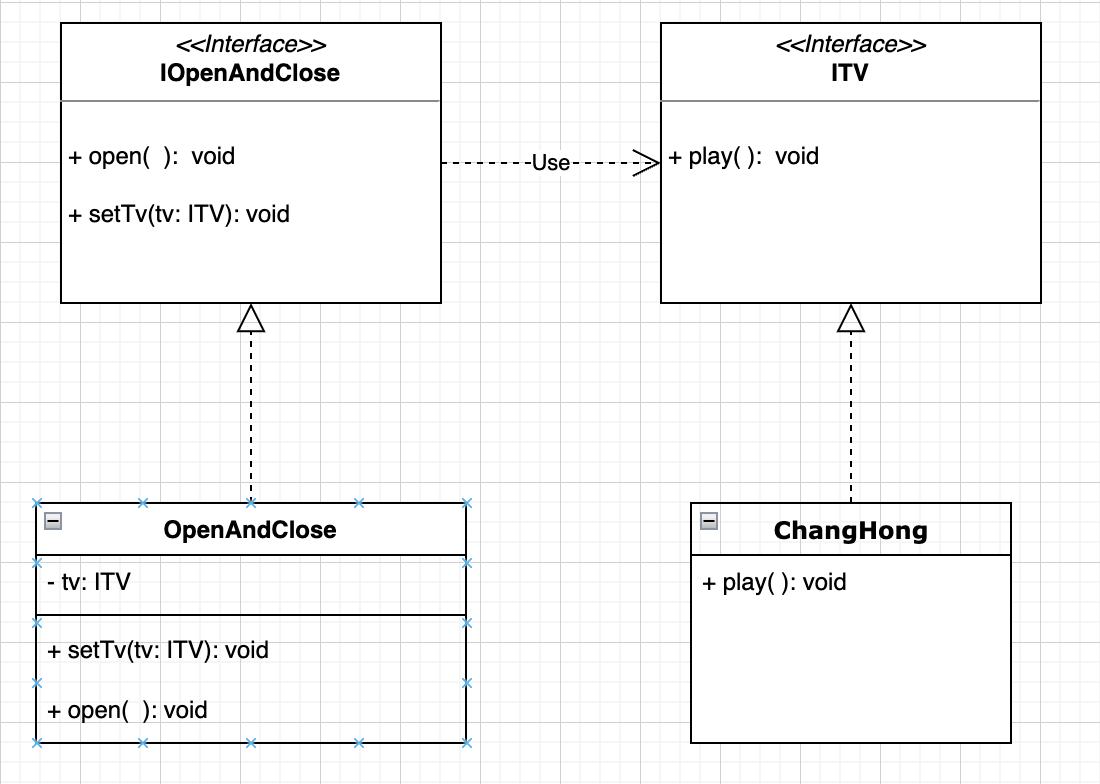 <<Interface>>
IOpenAndClose
+ open(  ):  void
+ setTv(tv: ITV): void
Use
<<Interface>>
ITV
+ play( ):  void
OpenAndClose
- tv: ITV
+ setTv(tv: ITV): void
+ open(  ): void
ChangHong
+ play( ): void